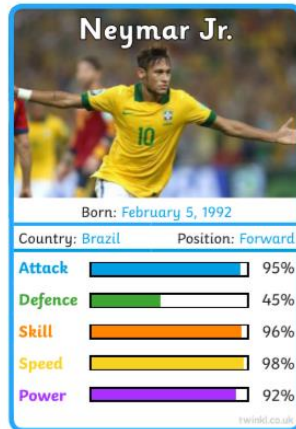 Neymar Jr.
10
Born: February 5, 1992
Country: Brazil Position: Forward
Attack 95%
Defence 45%
Skill 96%
Speed 98%
Power 92%
twinkl.co.uk